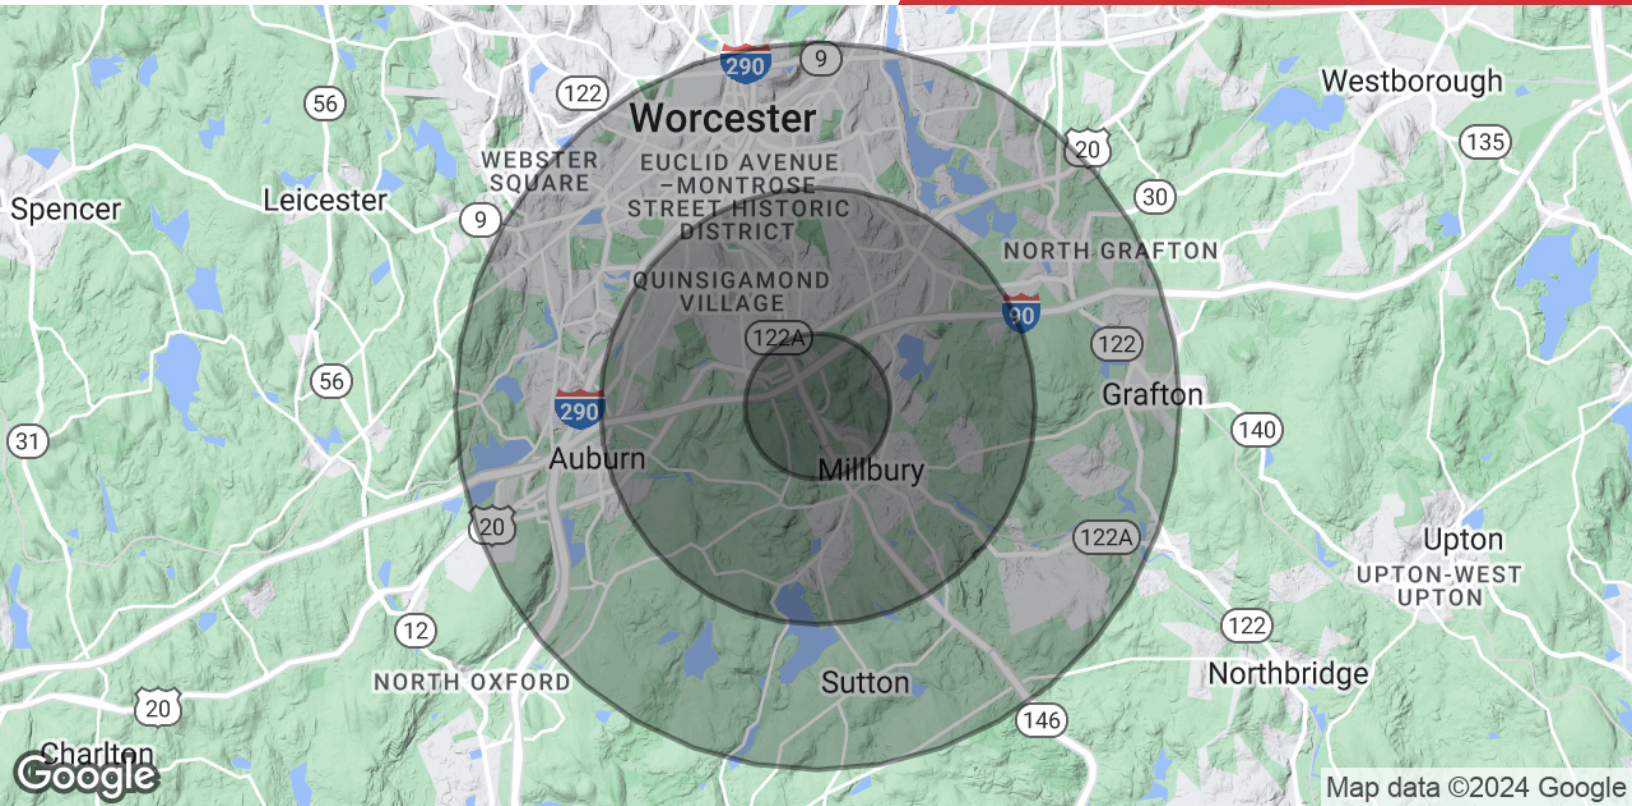 290
9
Westborough
56
122
Worcester
135
20
WEBSTER
SQUARE
EUCLID AVENUE
–MONTROSE
STREET HISTORIC
DISTRICT
Spencer
Leicester
9
30
NORTH GRAFTON
QUINSIGAMOND
VILLAGE
90
122A
122
56
Grafton
290
31
140
Auburn
Millbury
20
122A
Upton
UPTON-WEST
UPTON
12
122
NORTH OXFORD
Sutton
Northbridge
20
146
Charlton
Google
Map data ©2024 Google